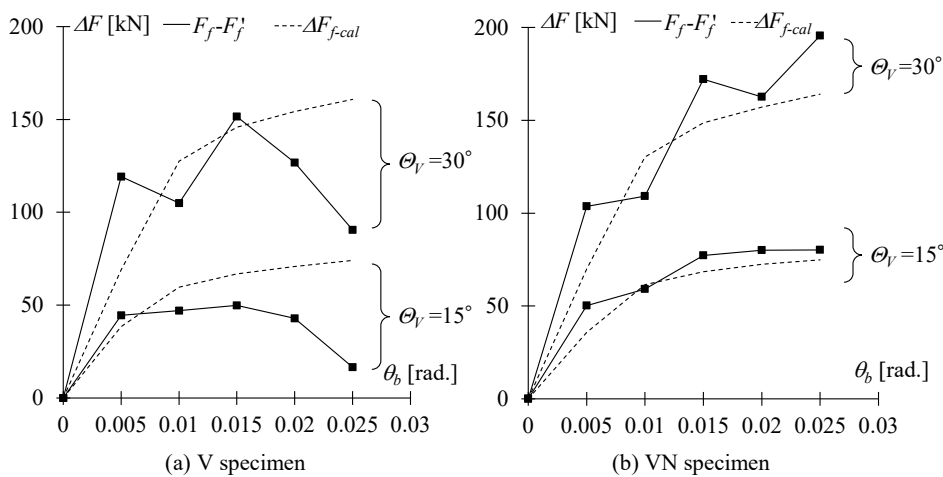 ΔF [kN] F_f-F_f' ΔF_{f-cal}
200
150
100
50
0
Θ_V=30°
Θ_V=15°
θ_b [rad.]
0 0.005 0.01 0.015 0.02 0.025 0.03
(a) V specimen
ΔF [kN] F_f-F_f' ΔF_{f-cal}
200
150
100
50
0
Θ_V=30°
Θ_V=15°
θ_b [rad.]
0 0.005 0.01 0.015 0.02 0.025 0.03
(b) VN specimen